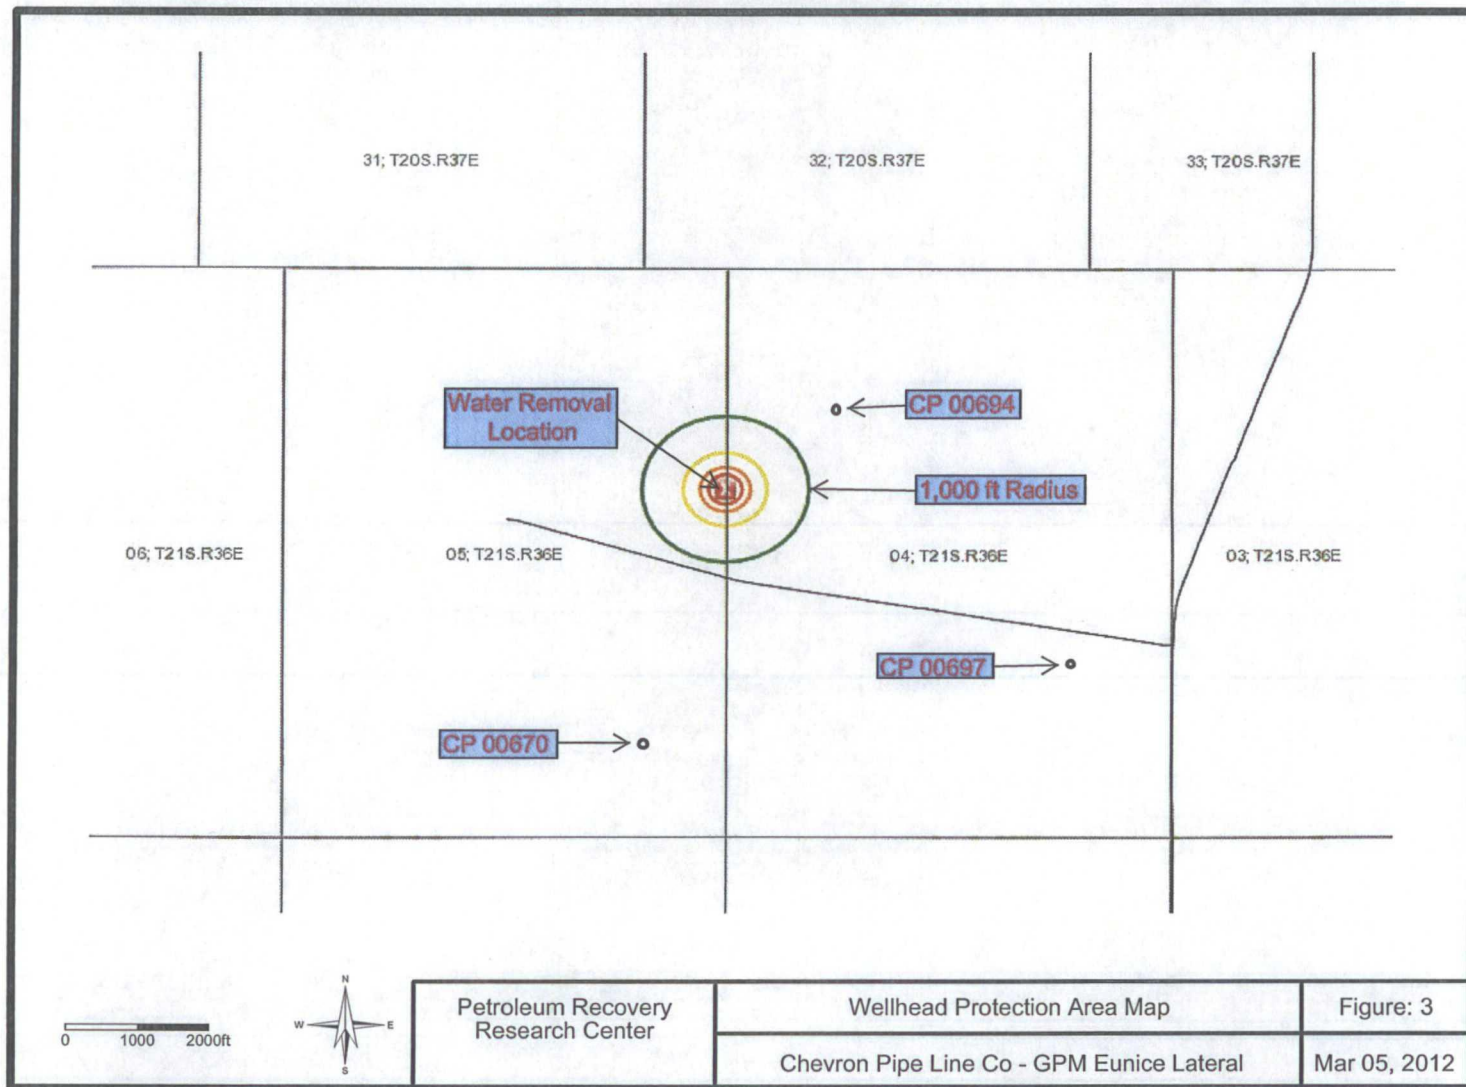 31; T20S.R37E
32; T20S.R37E
33; T20S.R37E
Water Removal
Location
CP 00694
1,000 ft Radius
06; T21S.R36E
05; T21S.R36E
04; T21S.R36E
03; T21S.R36E
CP 00697
CP 00670
N
W
E
S
0 1000 2000ft
Petroleum Recovery
Research Center
Wellhead Protection Area Map
Figure: 3
Chevron Pipe Line Co - GPM Eunice Lateral
Mar 05, 2012